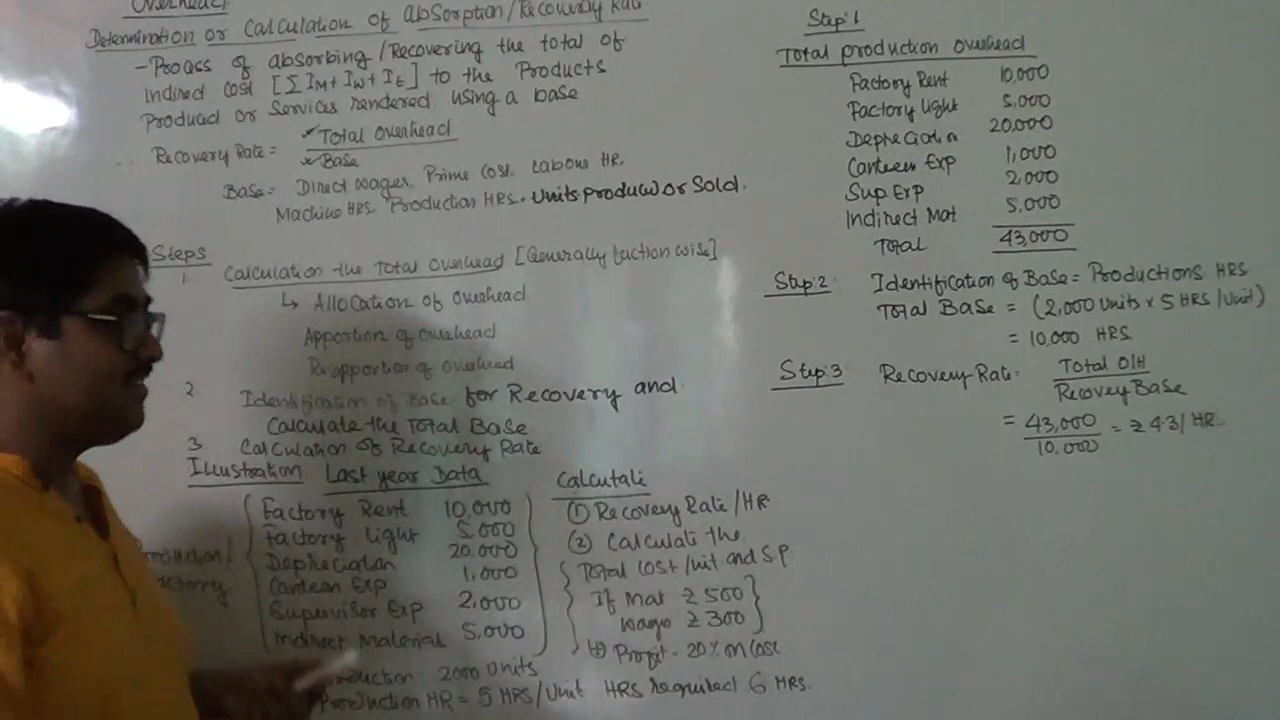 Overhead
Determination or Calculation of Absorption/Recovery Rate
- Process of absorbing/Recovering the total of
Indirect cost [∑ IM + IW + IE] to the Products
Produced or Services rendered using a base
Recovery Rate = Total Overhead
Base
Base = Direct wages, Prime Cost, Labour HR,
Machine HRS, Production HRS, Units produced or Sold.
Steps
1 Calculation the Total Overhead [Generally function wise]
↳ Allocation of overhead
Apportion of overhead
Reapportion of overhead
2 Identification of Base for Recovery and
Calculate the Total Base
3 Calculation of Recovery Rate
Illustration Last year Data
Factory Rent 10,000
Factory light 5,000
Depreciation 20,000
Canteen Exp 1,000
Supervisor Exp 2,000
Indirect Material 5,000
Production 2000 Units
Production HR = 5 HRS/Unit HRS required 6 HRS.
Calcutali
① Recovery Rate/HR
② Calculate the
Total Cost/unit and SP
If Mat ₹ 500
Wages ₹ 300
Profit - 20% on Cost
Step:1
Total production overhead
Factory Rent 10,000
Factory light 5,000
Depreciation 20,000
Canteen Exp 1,000
Sup. Exp 2,000
Indirect Mat 5,000
Total 43,000
Step:2 Identification of Base = Productions HRS
Total Base = (2,000 Units x 5 HRS/Unit)
= 10,000 HRS.
Step:3 Recovery Rate = Total O/H
Recovey Base
= 43,000 = ₹ 4.3/HR
10,000